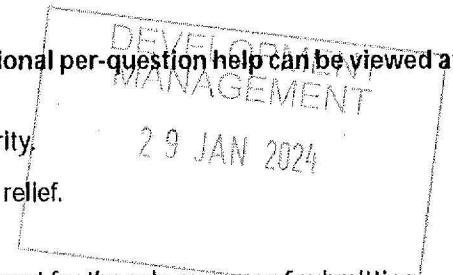 ional per-question help can be viewed a
DEVELOPMENT
MANAGEMENT
rity.
29 JAN 2024
relief.